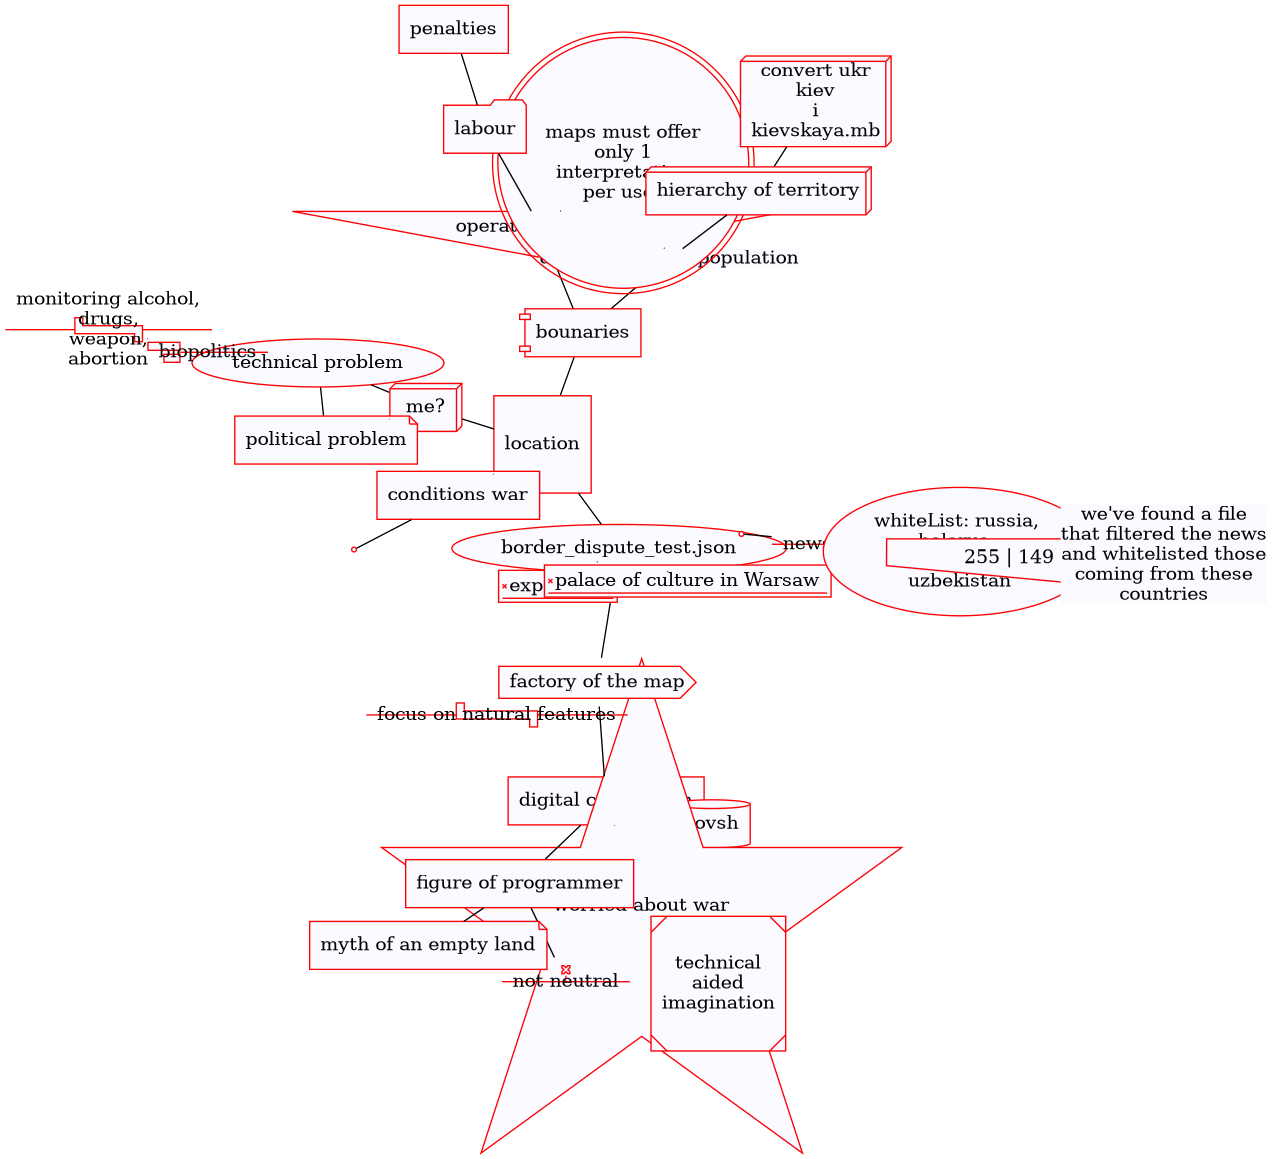 penalties
labour
maps must offer
only 1
per use
convert ukr
kiev
i
kievskaya.mb
hierarchy of territory
population
bounaries
monitoring alcohol,
drugs,
weapon,
abortion
biopolitics
technical problem
me?
political problem
location
conditions war
border_dispute_test.json
palace of culture in Warsaw
whiteList: russia,
uzbekistan
255 | 149
we've found a file
that filtered the news
and whitelisted those
coming from these
countries
factory of the map
focus on natural features
digital
figure of programmer
about war
myth of an empty land
not neutral
technical
aided
imagination